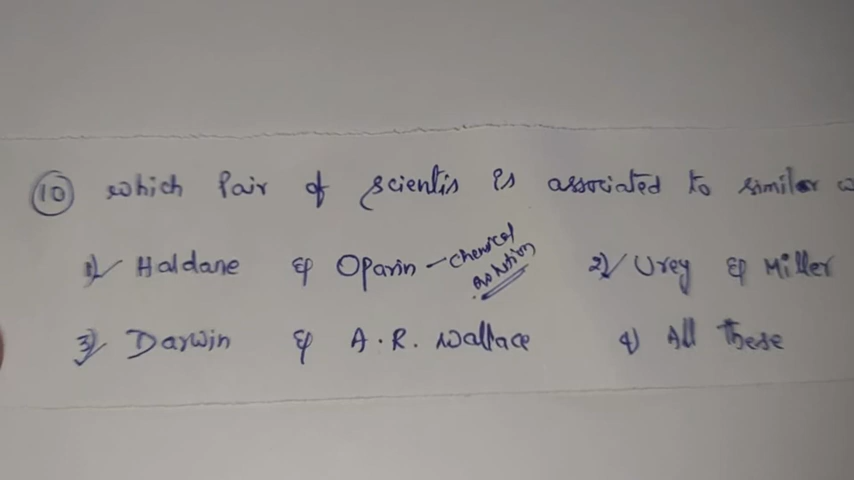 10 which Pair of Scientis is associated to similar w
1) Haldane & Oparin - chemical evolution
2) Urey & Miller
3) Darwin & A.R. Wallace
4) All These